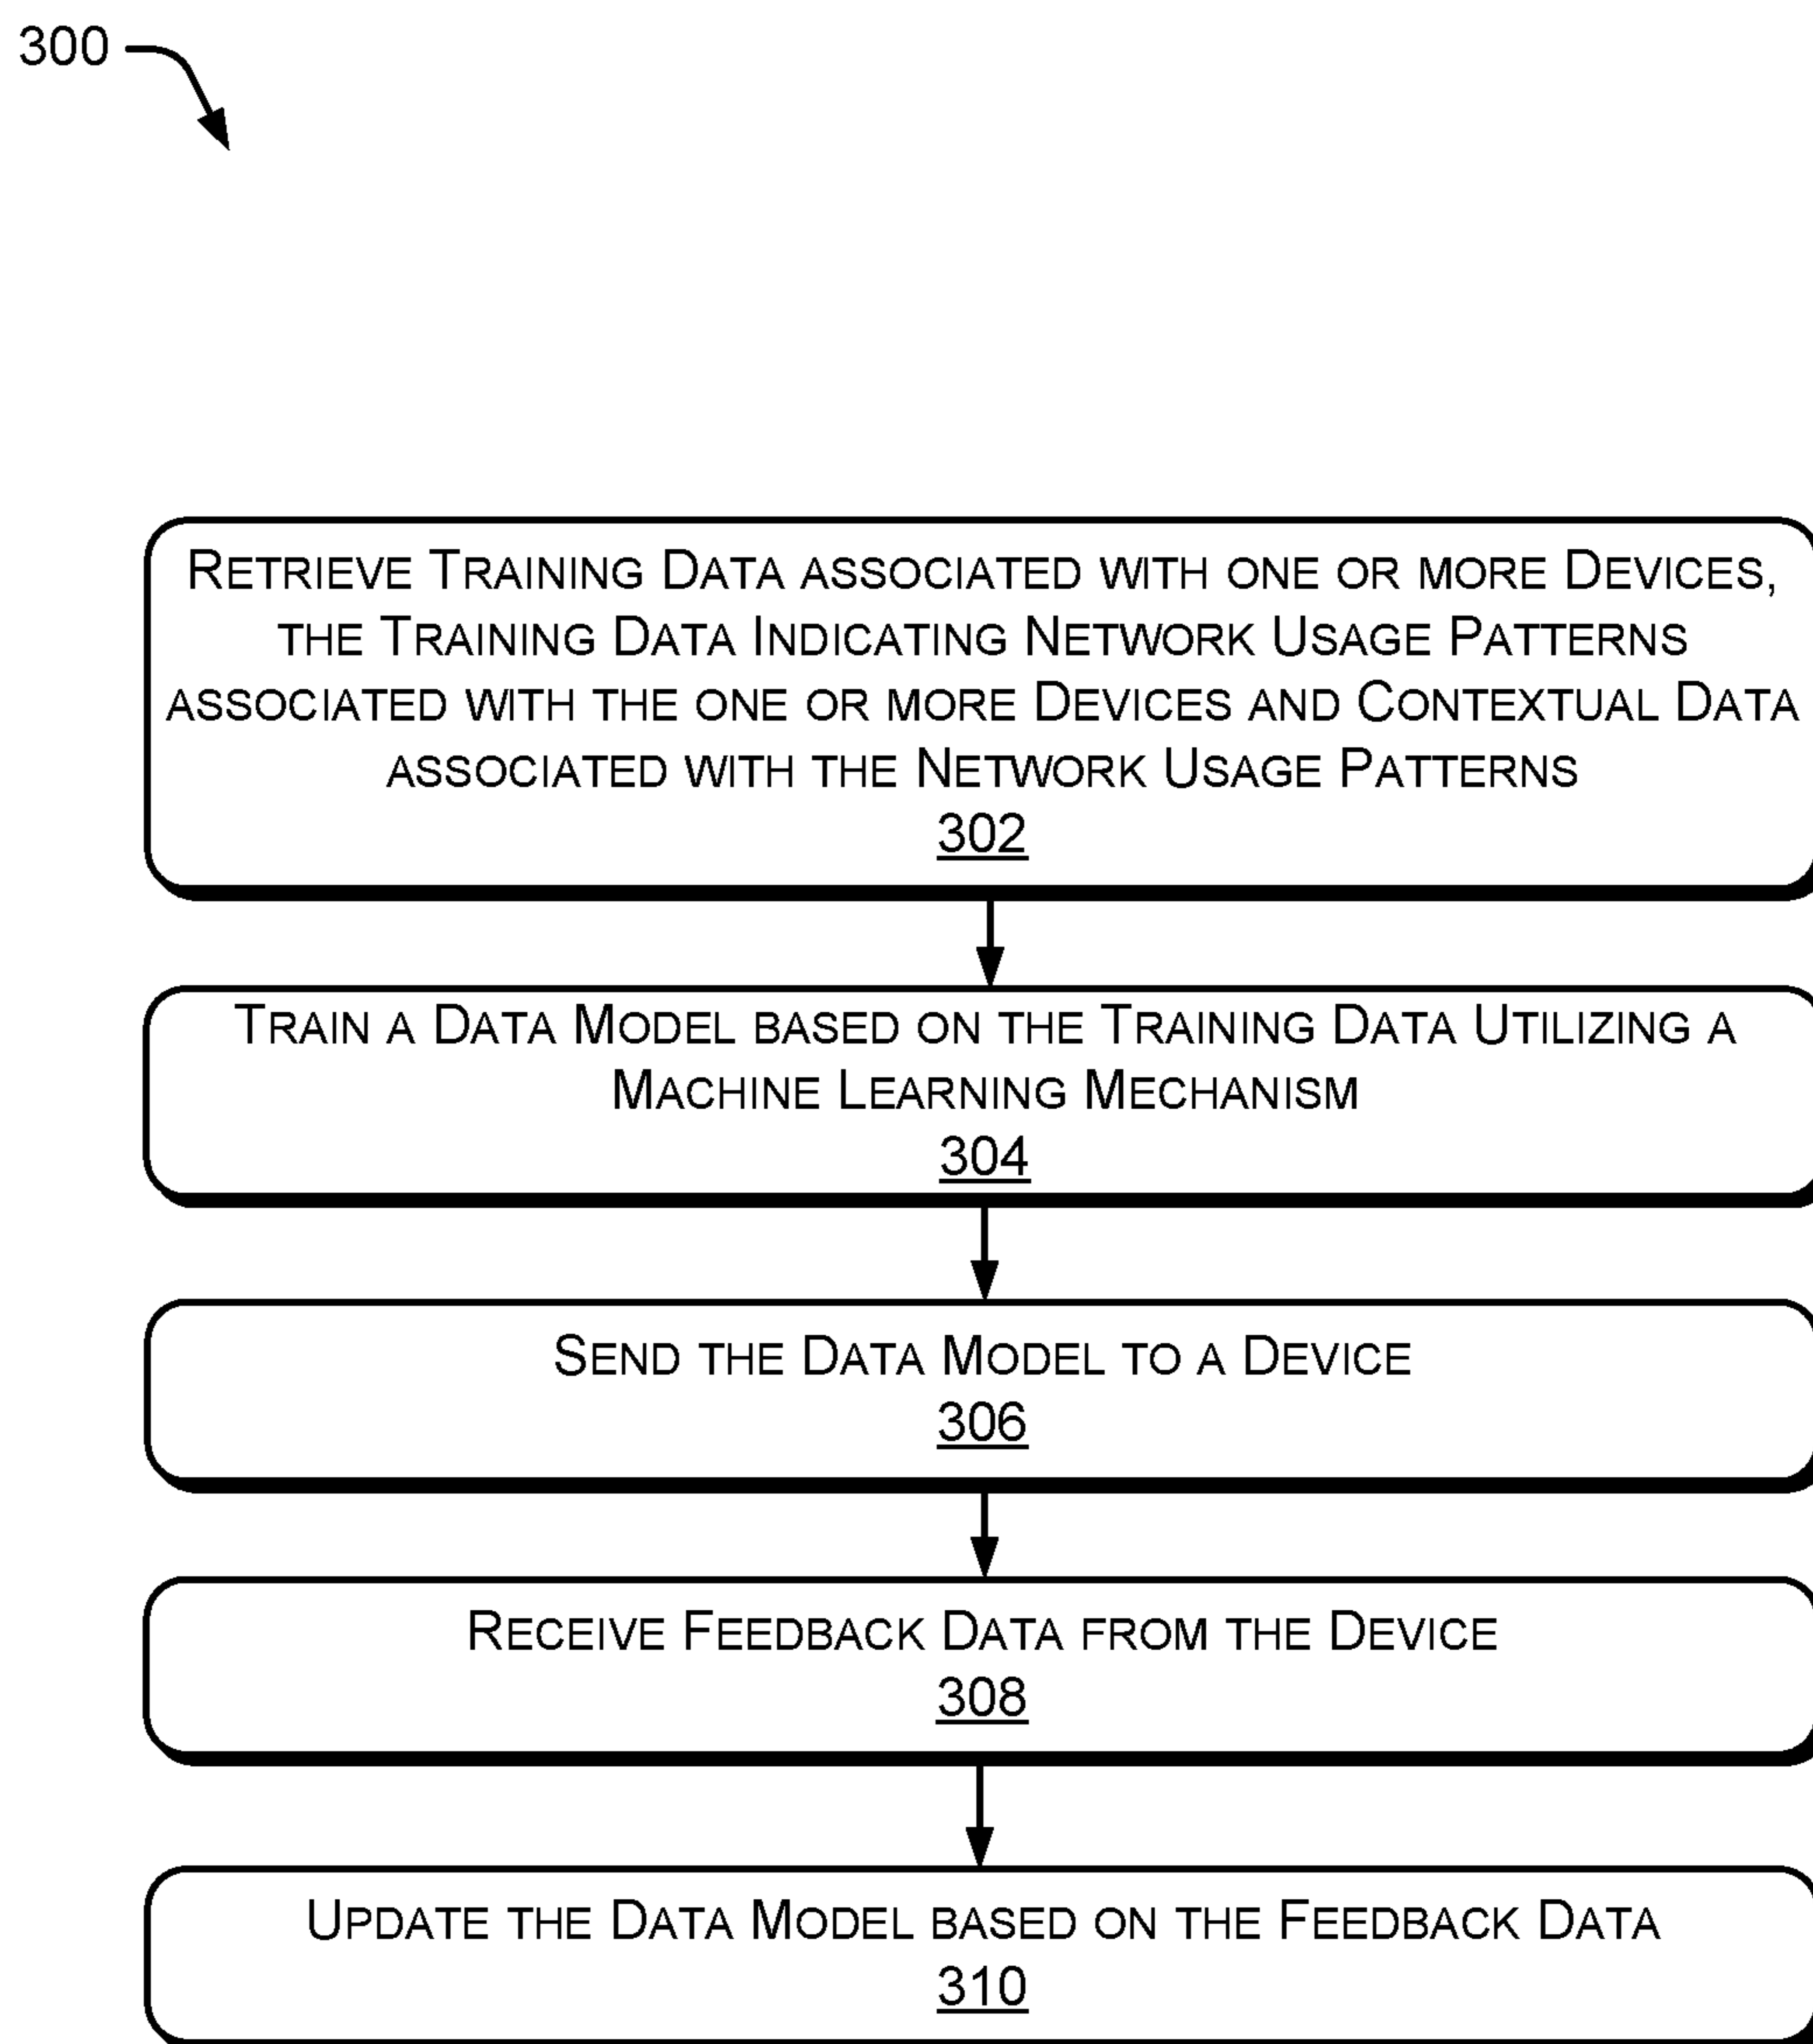 300
Retrieve Training Data associated with one or more Devices,
the Training Data Indicating Network Usage Patterns
associated with the one or more Devices and Contextual Data
associated with the Network Usage Patterns
302
Train a Data Model based on the Training Data Utilizing a
Machine Learning Mechanism
304
Send the Data Model to a Device
306
Receive Feedback Data from the Device
308
Update the Data Model based on the Feedback Data
310